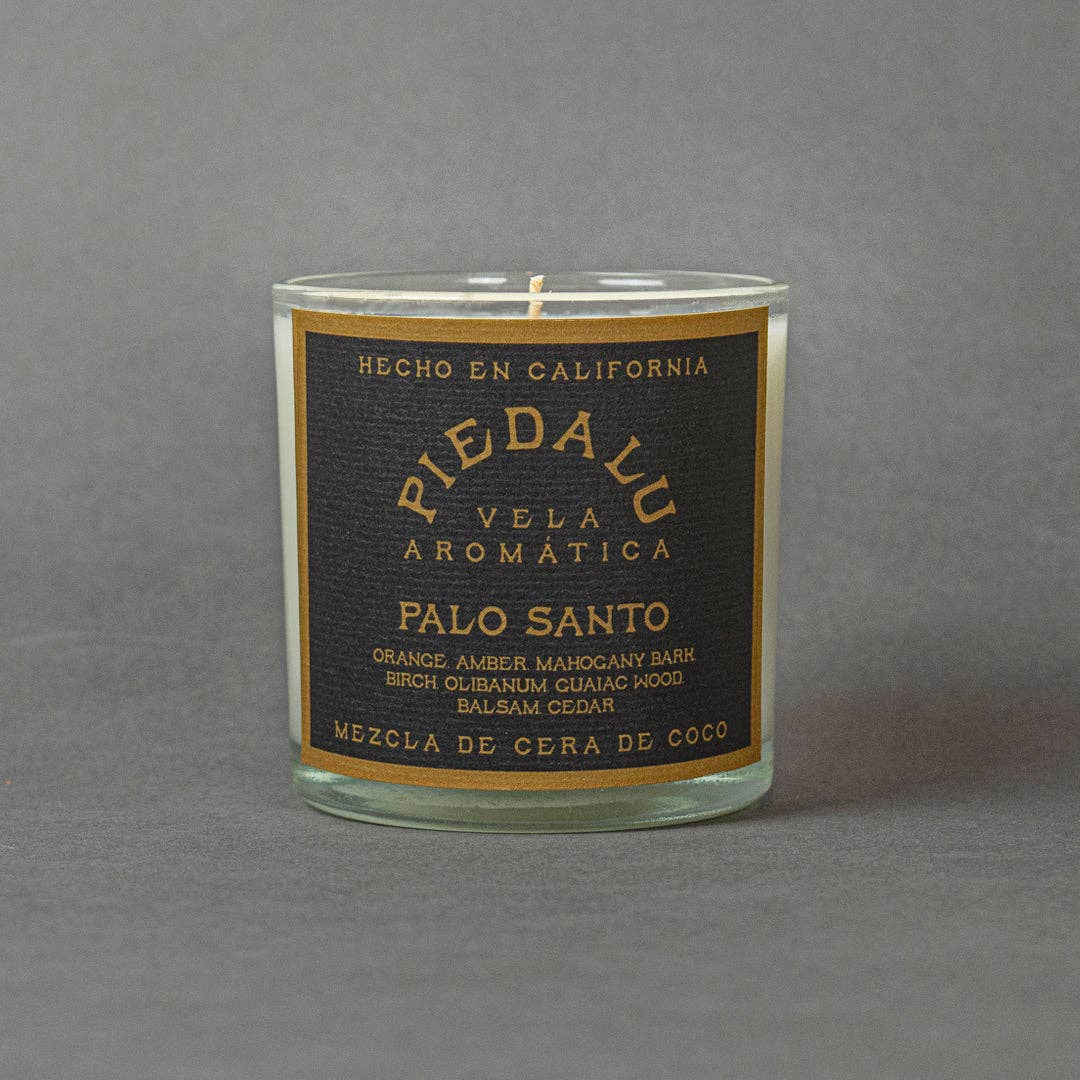 HECHO EN CALIFORNIA
PIEDALU
VELA
AROMÁTICA
PALO SANTO
ORANGE, AMBER, MAHOGANY BARK
BIRCH, OLIBANUM, GUAIAC WOOD,
BALSAM, CEDAR
MEZCLA DE CERA DE COCO